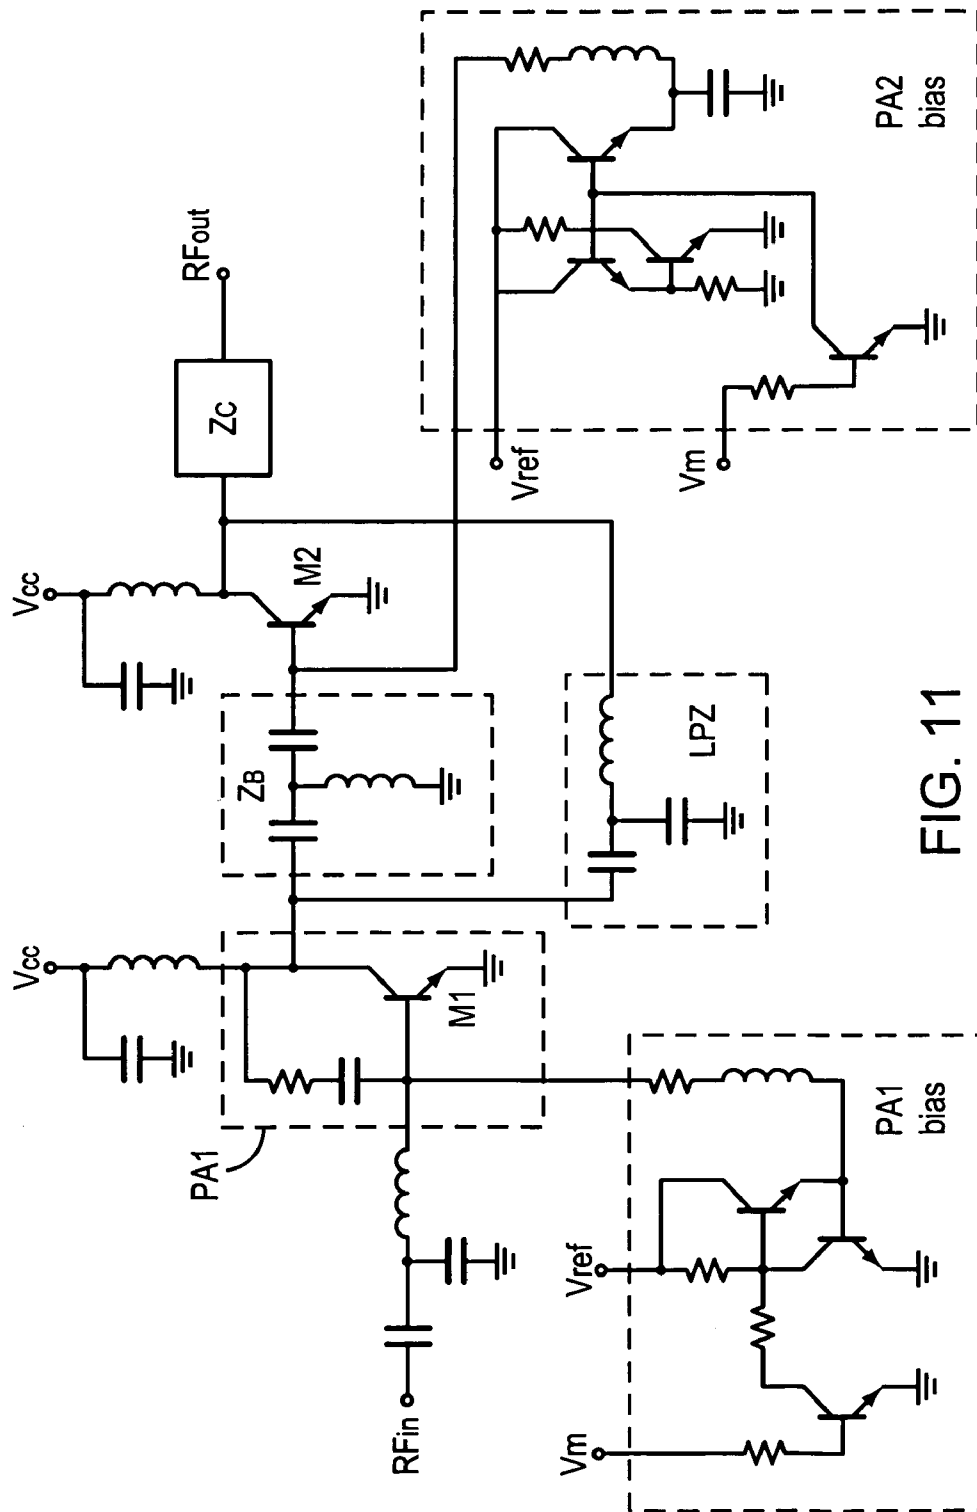 Vcc
Vcc
RFout
ZC
M2
ZB
PA1
M1
RFin
LPZ
Vref
Vm
PA2
bias
Vm
Vref
PA1
bias
FIG. 11